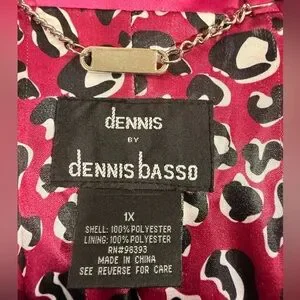 dENNIS
BY
dENNIS bASSO
1X
SHELL: 100% POLYESTER
LINING: 100% POLYESTER
RN#96393
MADE IN CHINA
SEE REVERSE FOR CARE